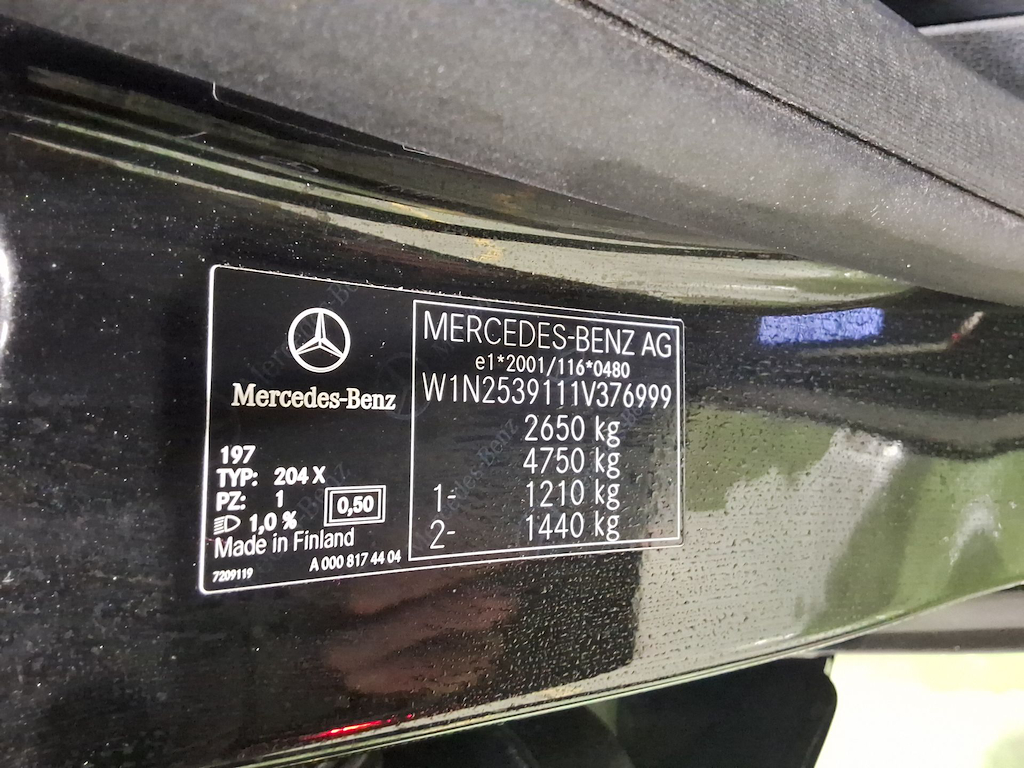 Mercedes-Benz
197
TYP: 204 X
PZ: 1
1,0 %
0,50
Made in Finland
7209119
A 000 817 44 04
MERCEDES-BENZ AG
e1*2001/116*0480
W1N2539111V376999
2650 kg
4750 kg
1- 1210 kg
2- 1440 kg